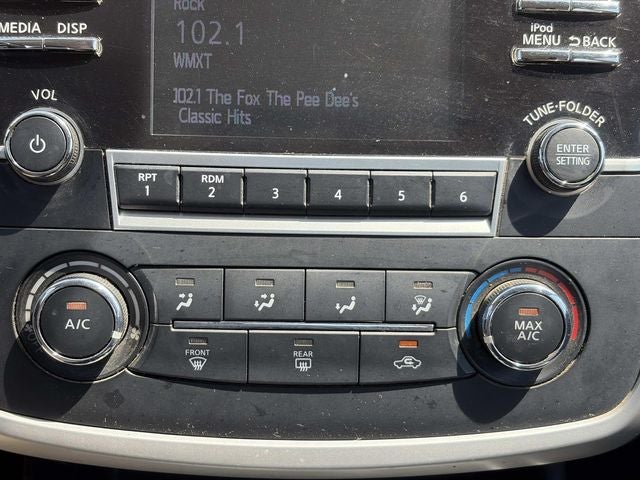 Rock
102.1
WMXT
102.1 The Fox The Pee Dee's
Classic Hits
MEDIA DISP
iPod
MENU BACK
VOL
TUNE·FOLDER
ENTER
SETTING
RPT
1
RDM
2
3
4
5
6
A/C
MAX
A/C
FRONT
REAR